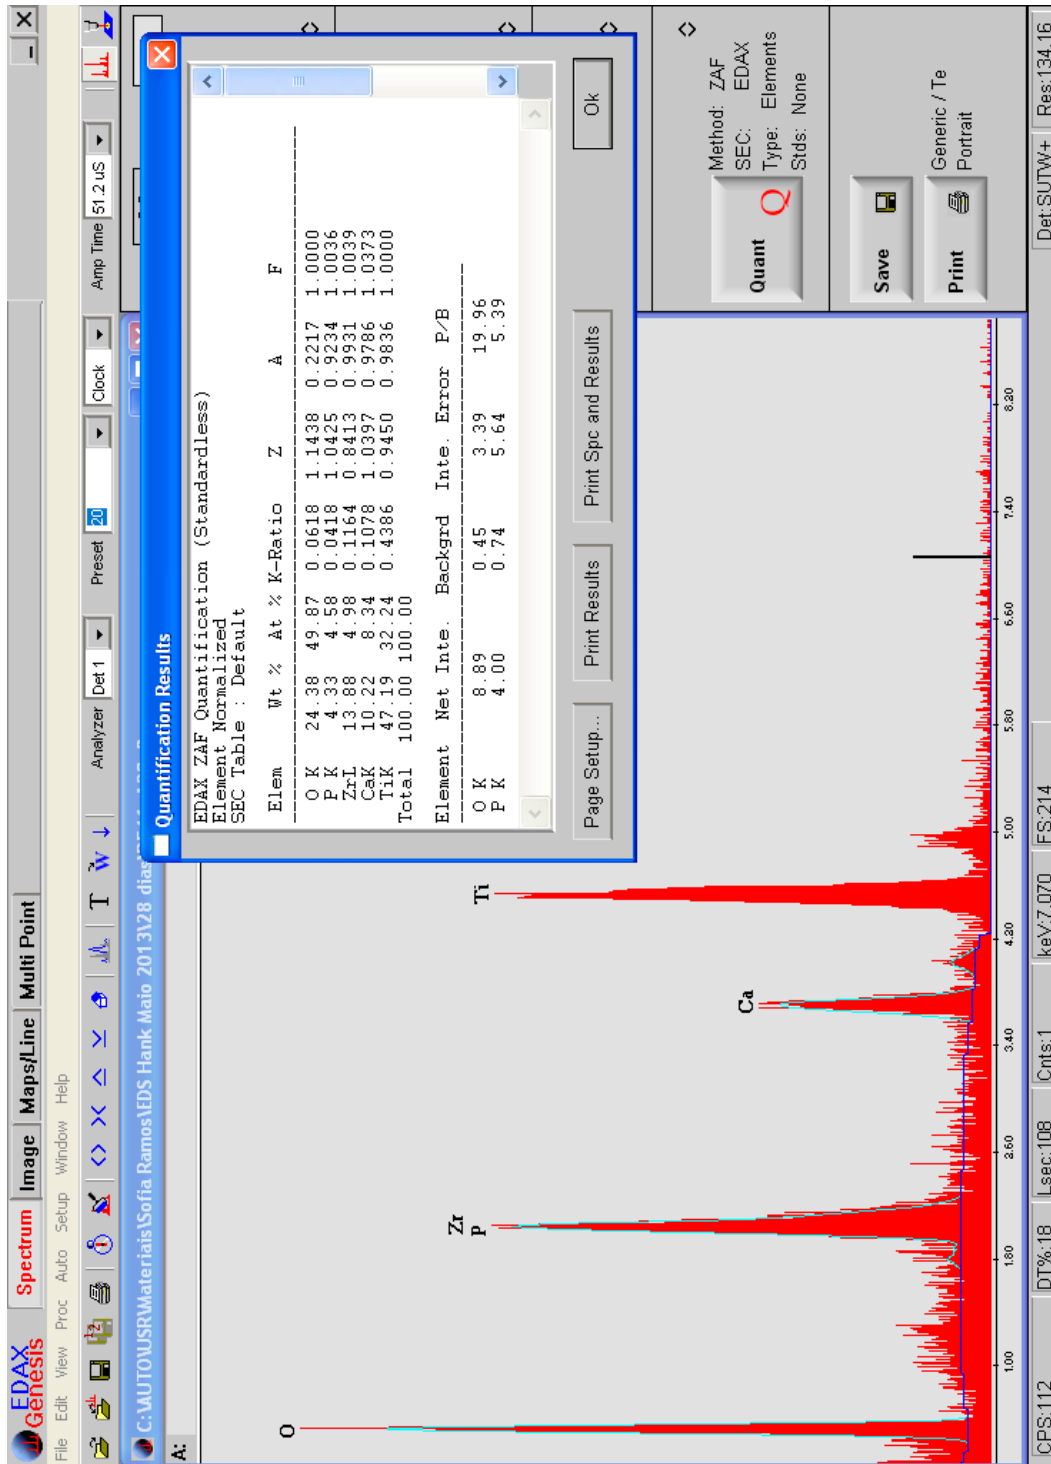 EDAX
Genesis
Spectrum Image Maps/Line Multi Point
File Edit View Proc Auto Setup Window Help
Analyzer Det 1 Preset 20 Clock Amp Time 51.2 uS
C:\AUTO\USR\Materiais\Sofia Ramos\EDS Hank Maio 2013\28 dias
A:
Quantification Results
EDAX ZAF Quantification (Standardless)
Element Normalized
SEC Table : Default
Elem Wt % At % K-Ratio Z A F
O K 24.38 49.87 0.0618 1.1438 0.2217 1.0000
P K 4.33 4.58 0.0418 1.0425 0.9234 1.0036
ZrL 13.88 4.98 0.1164 0.8413 0.9931 1.0039
CaK 10.22 8.34 0.1078 1.0397 0.9786 1.0373
TiK 47.19 32.24 0.4386 0.9450 0.9836 1.0000
Total 100.00 100.00
Element Net Inte. Backgrd Inte. Error P/B
O K 8.89 0.45 3.39 19.96
P K 4.00 0.74 5.64 5.39
Page Setup... Print Results Print Spc and Results Ok
Quant Q
Method: ZAF
SEC: EDAX
Type: Elements
Stds: None
Save
Print
Generic / Te
Portrait
O
Zr
P
Ca
Ti
1.00 1.80 2.60 3.40 4.20 5.00 5.80 6.60 7.40 8.20
CPS:112 DT%:18 Lsec:108 Cnts:1 keV:7.070 FS:214 Det:SUTW+ Res:134.16